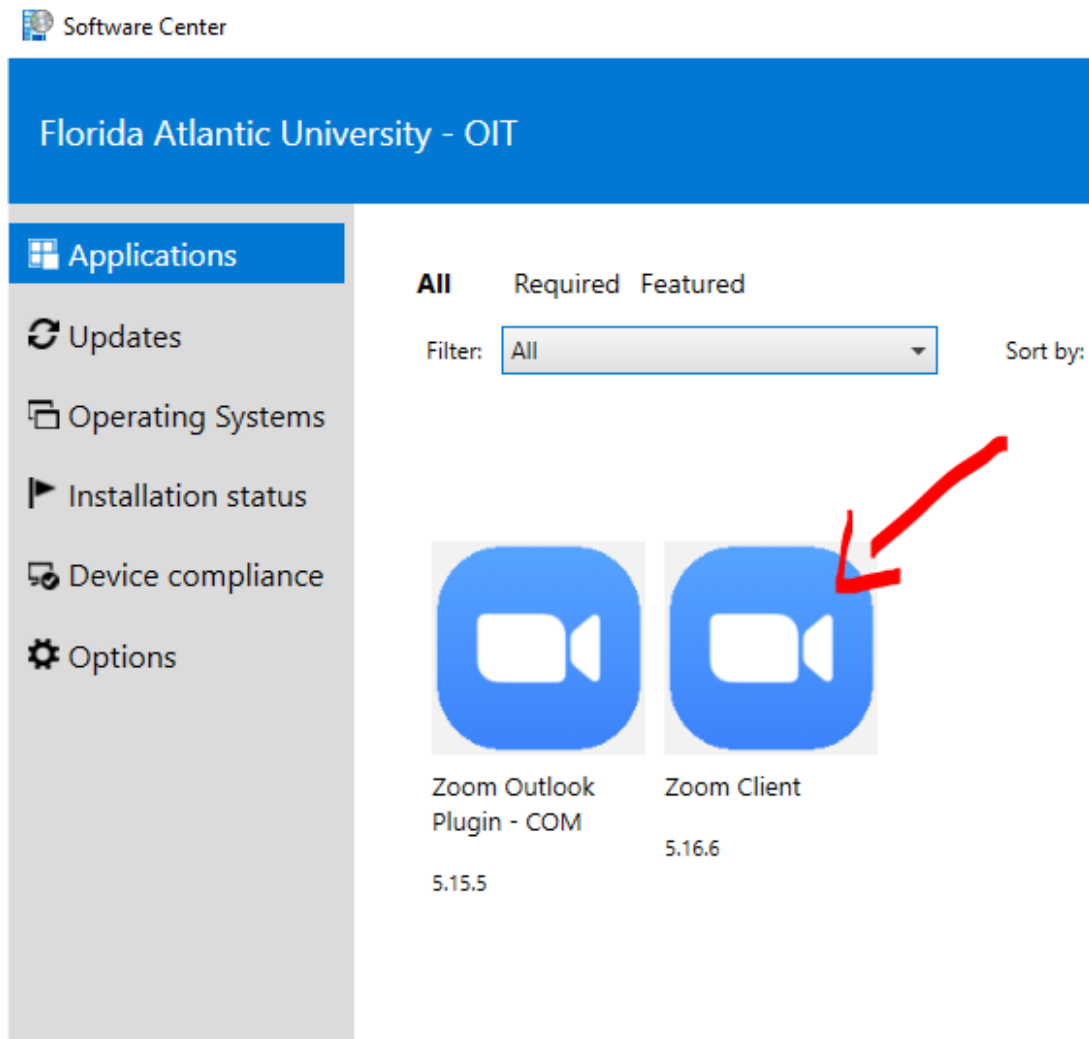 Software Center
Florida Atlantic University - OIT
Applications
Updates
Operating Systems
Installation status
Device compliance
Options
All Required Featured
Filter: All Sort by:
Zoom Outlook
Plugin - COM
5.15.5
Zoom Client
5.16.6